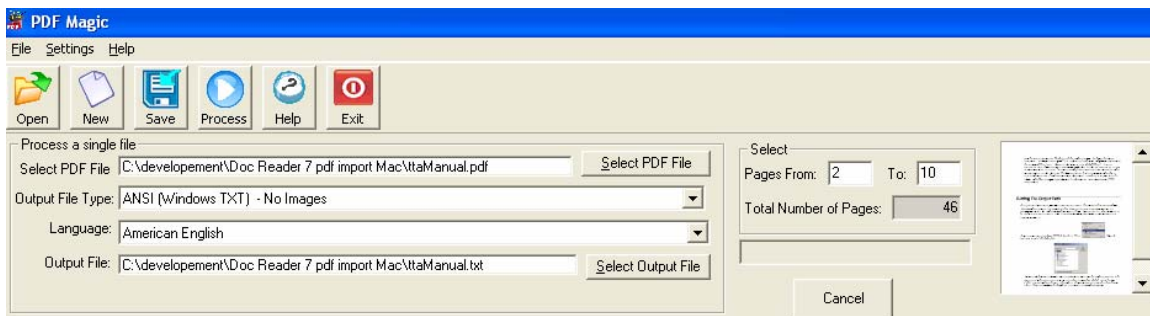 PDF Magic
File Settings Help
Open New Save Process Help Exit
Process a single file
Select PDF File C:\developement\Doc Reader 7 pdf import Mac\ttaManual.pdf Select PDF File
Output File Type: ANSI (Windows TXT) - No Images
Language: American English
Output File: C:\developement\Doc Reader 7 pdf import Mac\ttaManual.txt Select Output File
Select
Pages From: 2 To: 10
Total Number of Pages: 46
Cancel